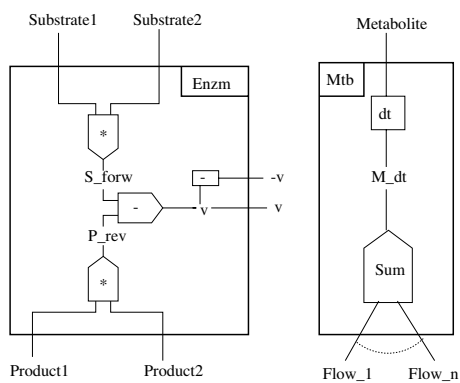 Substrate1 Substrate2 Metabolite
Enzm Mtb
* dt
S_forw M_dt
- -v
- v v
P_rev
* Sum
Product1 Product2 Flow_1 Flow_n